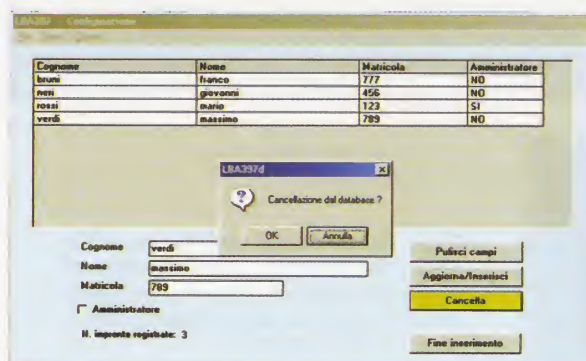 LBA397 - Configurazione
Cognome Nome Matricola Amministratore
bruni franco 777 NO
neri giovanni 456 NO
rossi mario 123 SI
verdi massimo 789 NO
LBA397d
Cancellazione dal database ?
OK Annulla
Cognome verdi
Nome massimo
Matricola 789
Amministratore
N. impronte registrate: 3
Pulisci campi
Aggiorna/Inserisci
Cancella
Fine inserimento